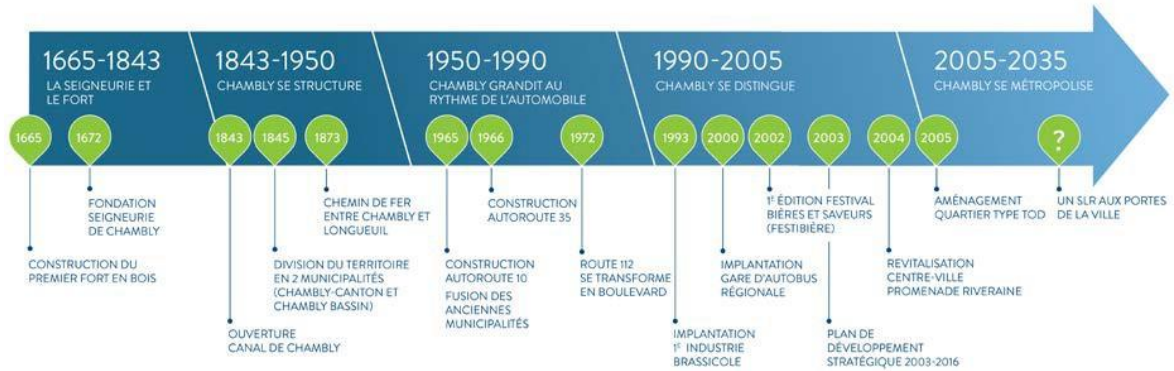 1665-1843
LA SEIGNEURIE ET
LE FORT
1843-1950
CHAMBLY SE STRUCTURE
1950-1990
CHAMBLY GRANDIT AU
RYTHME DE L'AUTOMOBILE
1990-2005
CHAMBLY SE DISTINGUE
2005-2035
CHAMBLY SE MÉTROPOLISE
1665
1672
1843
1845
1873
1965
1966
1972
1993
2000
2002
2003
2004
2005
?
CONSTRUCTION DU
PREMIER FORT EN BOIS
FONDATION
SEIGNEURIE
DE CHAMBLY
OUVERTURE
CANAL DE CHAMBLY
DIVISION DU TERRITOIRE
EN 2 MUNICIPALITÉS
(CHAMBLY-CANTON ET
CHAMBLY BASSIN)
CHEMIN DE FER
ENTRE CHAMBLY ET
LONGUEUIL
CONSTRUCTION
AUTOROUTE 10
FUSION DES
ANCIENNES
MUNICIPALITÉS
CONSTRUCTION
AUTOROUTE 35
ROUTE 112
SE TRANSFORME
EN BOULEVARD
IMPLANTATION
1E INDUSTRIE
BRASSICOLE
IMPLANTATION
GARE D'AUTOBUS
RÉGIONALE
1E ÉDITION FESTIVAL
BIÈRES ET SAVEURS
(FESTIBIÈRE)
PLAN DE
DÉVELOPPEMENT
STRATÉGIQUE 2003-2016
REVITALISATION
CENTRE-VILLE
PROMENADE RIVERAINE
AMÉNAGEMENT
QUARTIER TYPE TOD
UN SLR AUX PORTES
DE LA VILLE